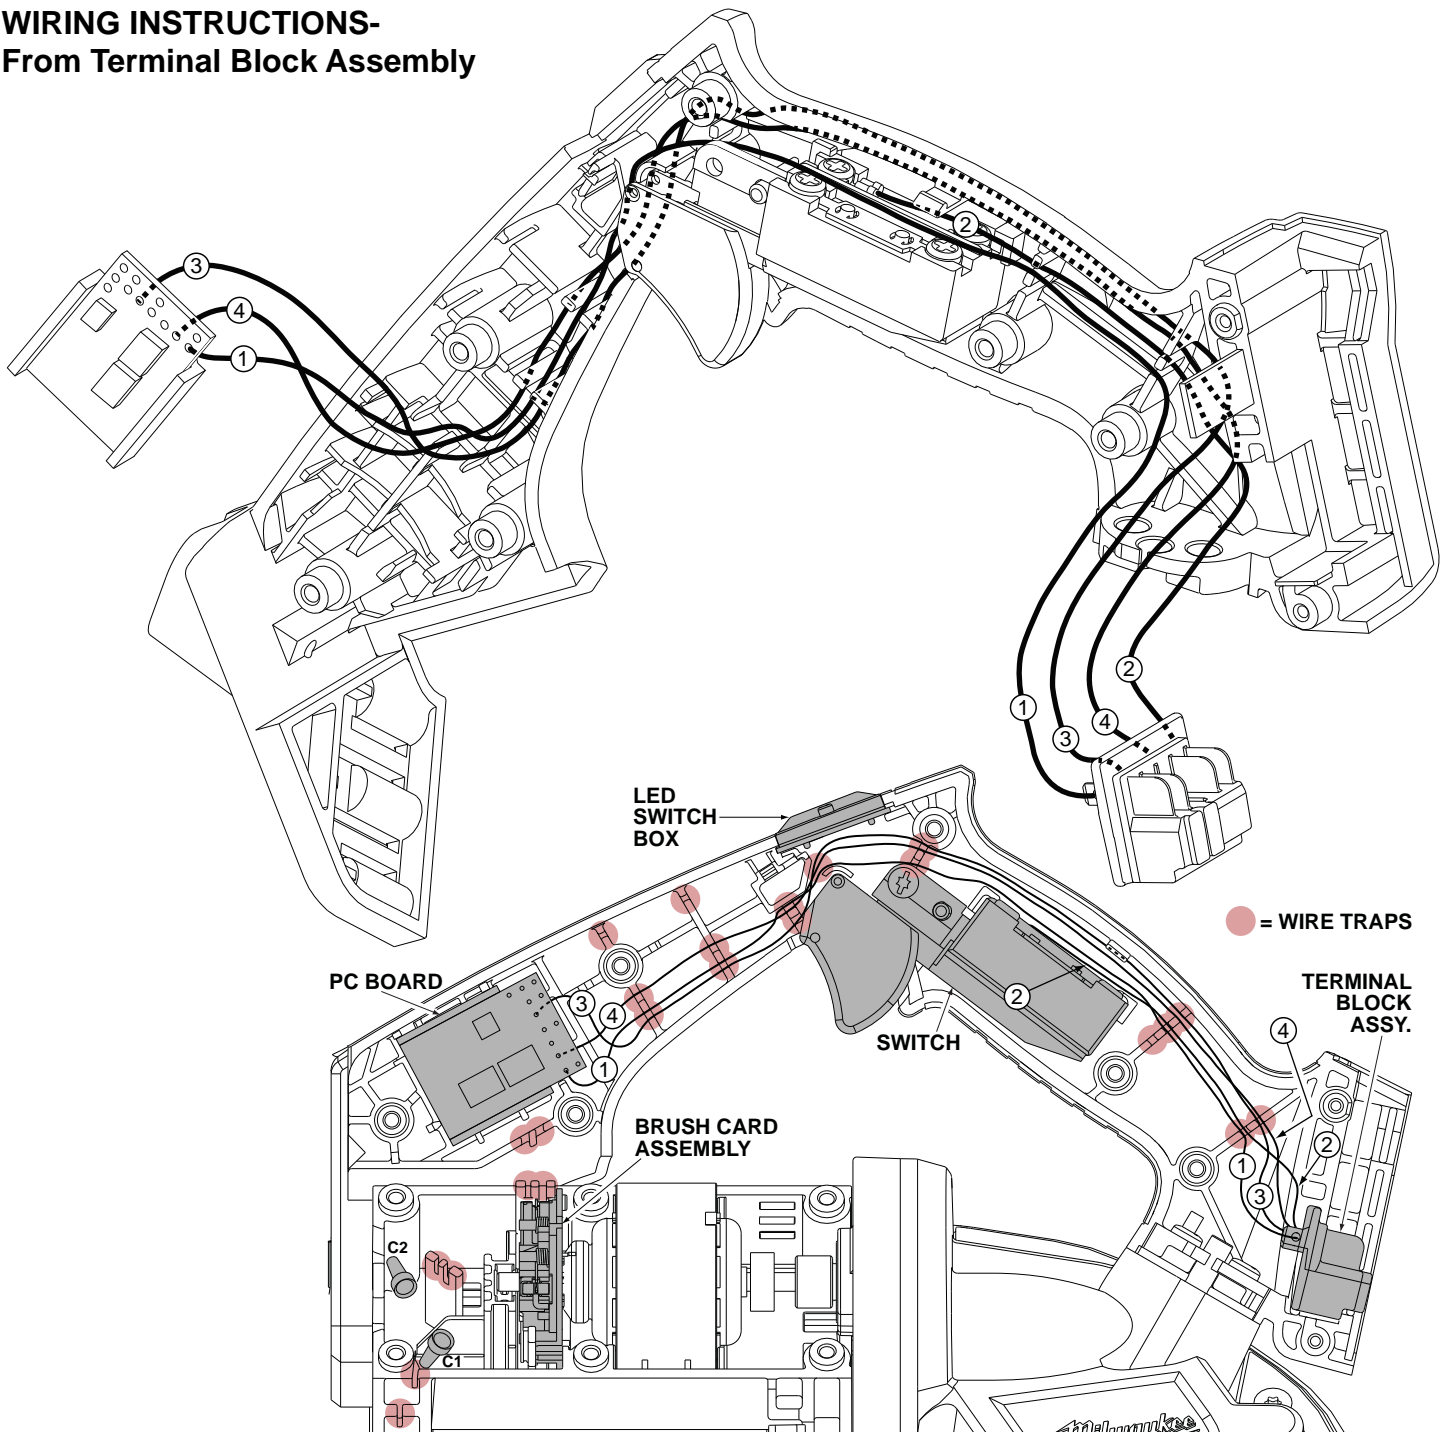 WIRING INSTRUCTIONS-
From Terminal Block Assembly
3
4
1
2
2
1
4
3
LED
SWITCH
BOX
= WIRE TRAPS
PC BOARD
TERMINAL
BLOCK
ASSY.
3
4
2
4
SWITCH
1
BRUSH CARD
ASSEMBLY
2
1
3
C2
C1
Milwaukee